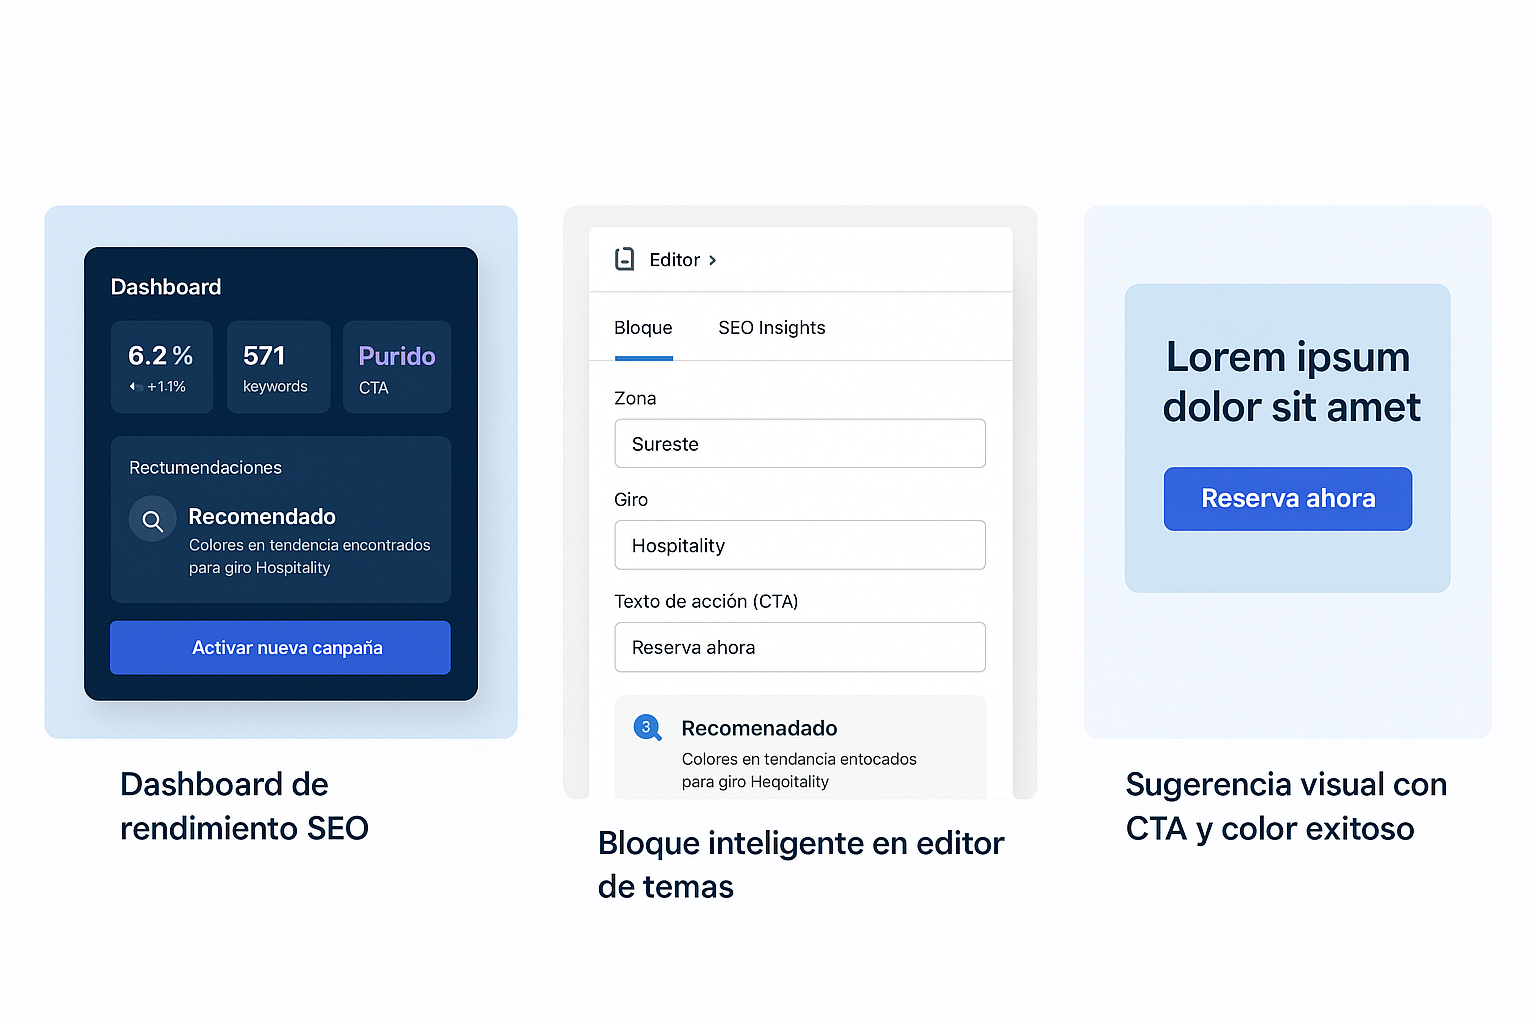 Dashboard
6.2 %
+1.1%
571
keywords
Purido
CTA
Rectumendaciones
Recomendado
Colores en tendencia encontrados
para giro Hospitality
Activar nueva canpaña
Dashboard de
rendimiento SEO
Editor >
Bloque
SEO Insights
Zona
Sureste
Giro
Hospitality
Texto de acción (CTA)
Reserva ahora
3
Recomenadado
Colores en tendancia entocados
para giro Heqoitality
Bloque inteligente en editor
de temas
Lorem ipsum
dolor sit amet
Reserva ahora
Sugerencia visual con
CTA y color exitoso